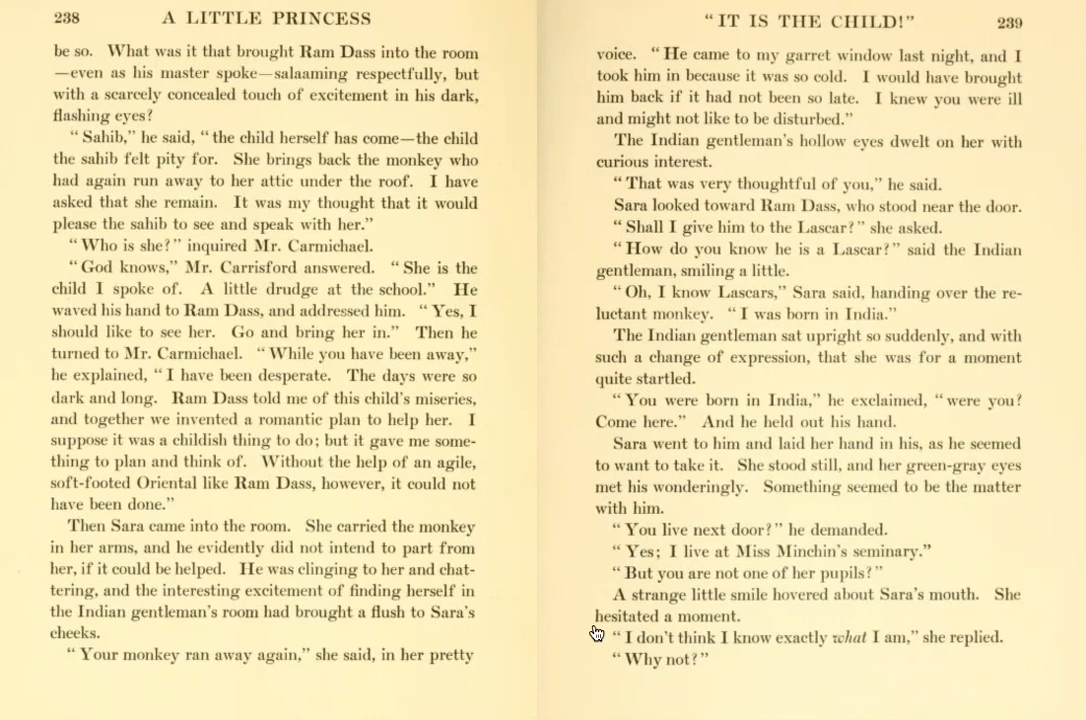 238 A LITTLE PRINCESS
be so. What was it that brought Ram Dass into the room
—even as his master spoke—salaaming respectfully, but
with a scarcely concealed touch of excitement in his dark,
flashing eyes?
“Sahib,” he said, “the child herself has come—the child
the sahib felt pity for. She brings back the monkey who
had again run away to her attic under the roof. I have
asked that she remain. It was my thought that it would
please the sahib to see and speak with her.”
“Who is she?” inquired Mr. Carmichael.
“God knows,” Mr. Carrisford answered. “She is the
child I spoke of. A little drudge at the school.” He
waved his hand to Ram Dass, and addressed him. “Yes, I
should like to see her. Go and bring her in.” Then he
turned to Mr. Carmichael. “While you have been away,”
he explained, “I have been desperate. The days were so
dark and long. Ram Dass told me of this child's miseries,
and together we invented a romantic plan to help her. I
suppose it was a childish thing to do; but it gave me some-
thing to plan and think of. Without the help of an agile,
soft-footed Oriental like Ram Dass, however, it could not
have been done.”
Then Sara came into the room. She carried the monkey
in her arms, and he evidently did not intend to part from
her, if it could be helped. He was clinging to her and chat-
tering, and the interesting excitement of finding herself in
the Indian gentleman's room had brought a flush to Sara's
cheeks.
“Your monkey ran away again,” she said, in her pretty
“IT IS THE CHILD!” 239
voice. “He came to my garret window last night, and I
took him in because it was so cold. I would have brought
him back if it had not been so late. I knew you were ill
and might not like to be disturbed.”
The Indian gentleman's hollow eyes dwelt on her with
curious interest.
“That was very thoughtful of you,” he said.
Sara looked toward Ram Dass, who stood near the door.
“Shall I give him to the Lascar?” she asked.
“How do you know he is a Lascar?” said the Indian
gentleman, smiling a little.
“Oh, I know Lascars,” Sara said, handing over the re-
luctant monkey. “I was born in India.”
The Indian gentleman sat upright so suddenly, and with
such a change of expression, that she was for a moment
quite startled.
“You were born in India,” he exclaimed, “were you?
Come here.” And he held out his hand.
Sara went to him and laid her hand in his, as he seemed
to want to take it. She stood still, and her green-gray eyes
met his wonderingly. Something seemed to be the matter
with him.
“You live next door?” he demanded.
“Yes; I live at Miss Minchin's seminary.”
“But you are not one of her pupils?”
A strange little smile hovered about Sara's mouth. She
hesitated a moment.
“I don't think I know exactly what I am,” she replied.
“Why not?”